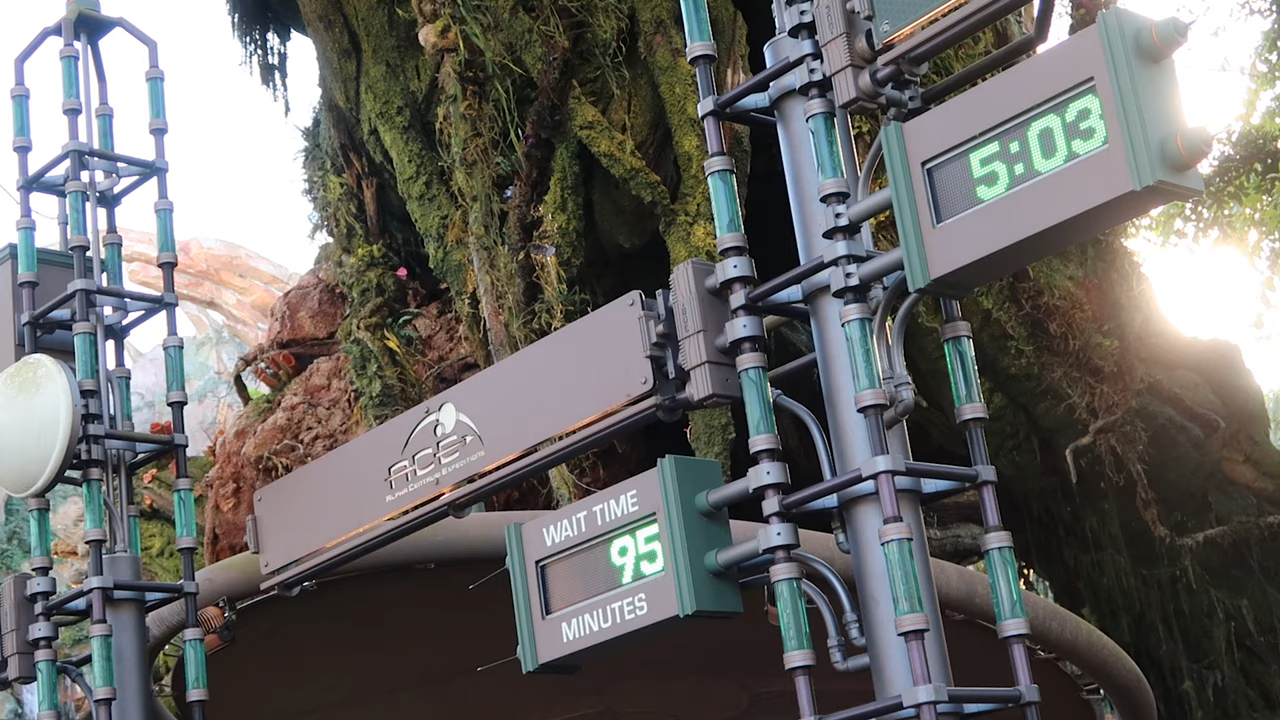 5:03
ACE
ALPHA CENTAURI EXPEDITIONS
WAIT TIME
95
MINUTES